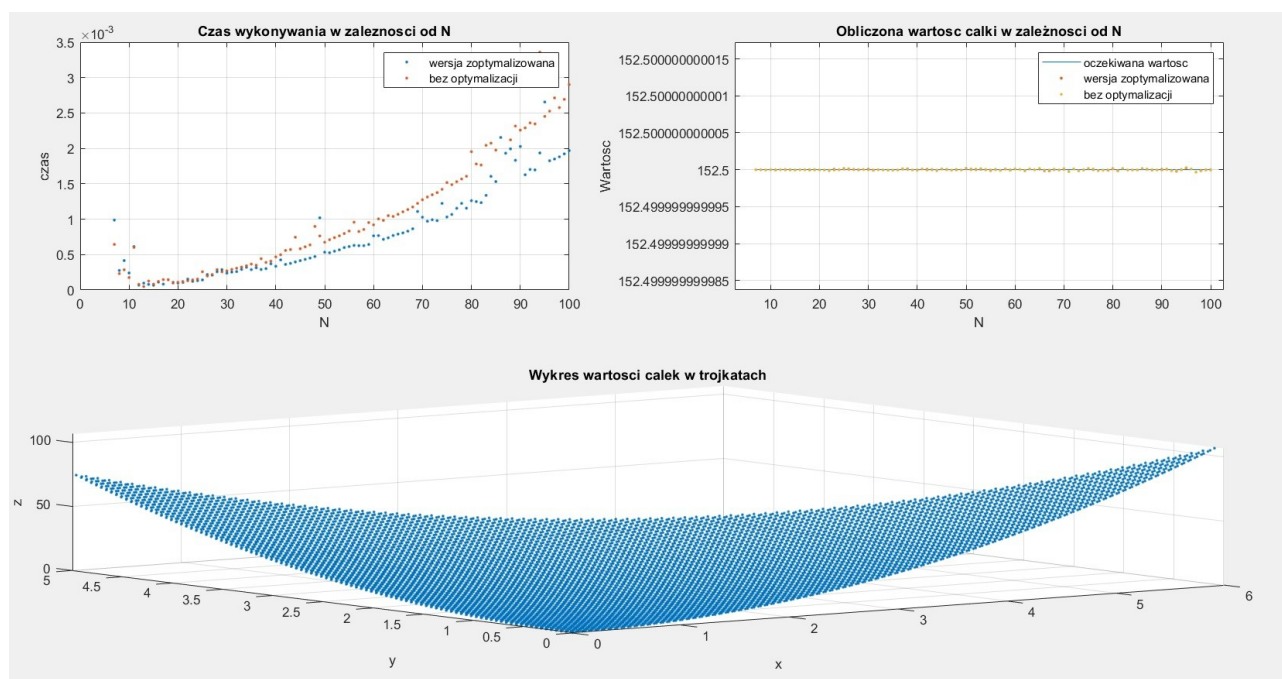 Czas wykonywania w zaleznosci od N
×10⁻³
3.5
3
2.5
2
1.5
1
0.5
0
czas
wersja zoptymalizowana
bez optymalizacji
0 10 20 30 40 50 60 70 80 90 100
N
Obliczona wartosc calki w zależnosci od N
152.500000000015
152.50000000001
152.500000000005
152.5
152.499999999995
152.49999999999
152.499999999985
Wartosc
oczekiwana wartosc
wersja zoptymalizowana
bez optymalizacji
10 20 30 40 50 60 70 80 90 100
N
Wykres wartosci calek w trojkatach
100
50
0
z
5 4.5 4 3.5 3 2.5 2 1.5 1 0.5 0
y
0 1 2 3 4 5 6
x